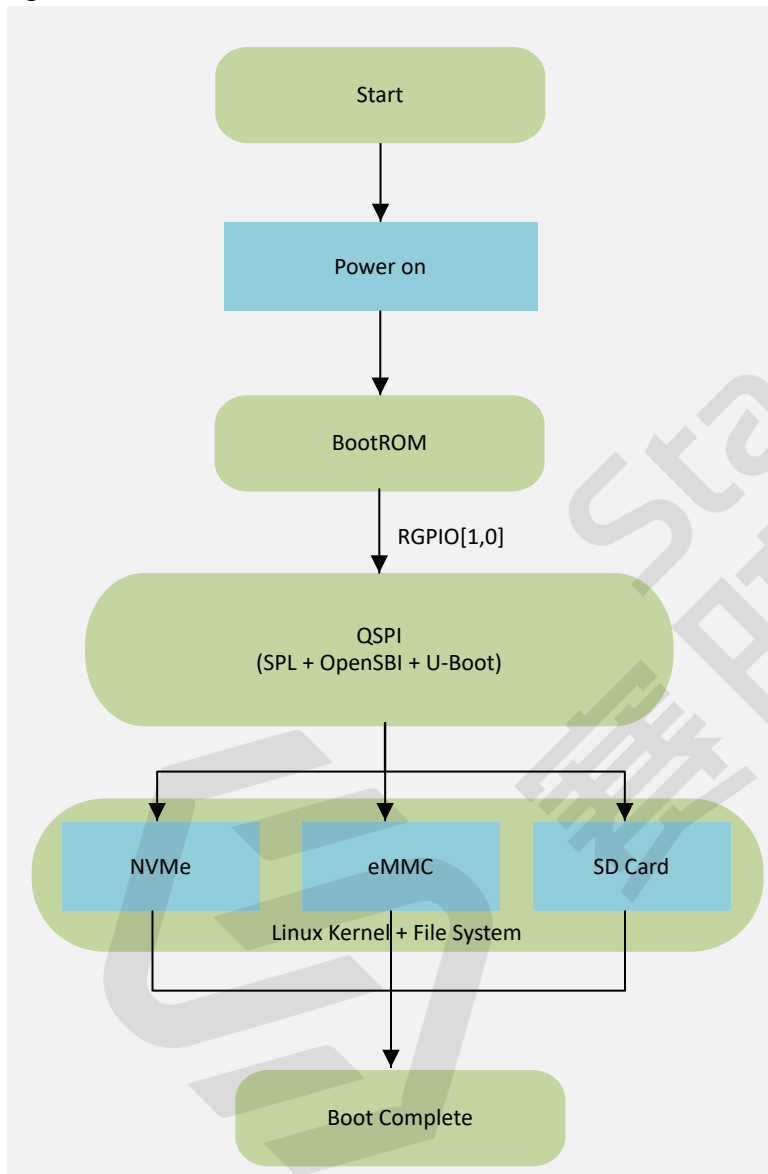 Start
Power on
BootROM
RGPIO[1,0]
QSPI
(SPL + OpenSBI + U-Boot)
NVMe
eMMC
SD Card
Linux Kernel + File System
Boot Complete